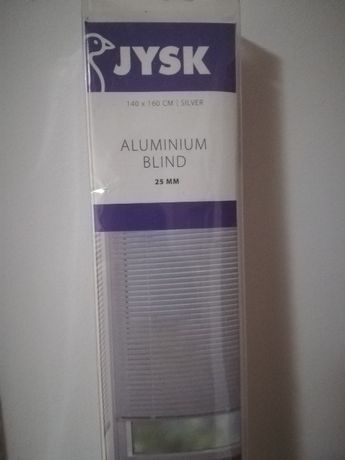 JYSK
140 x 160 CM | SILVER
ALUMINIUM
BLIND
25 MM